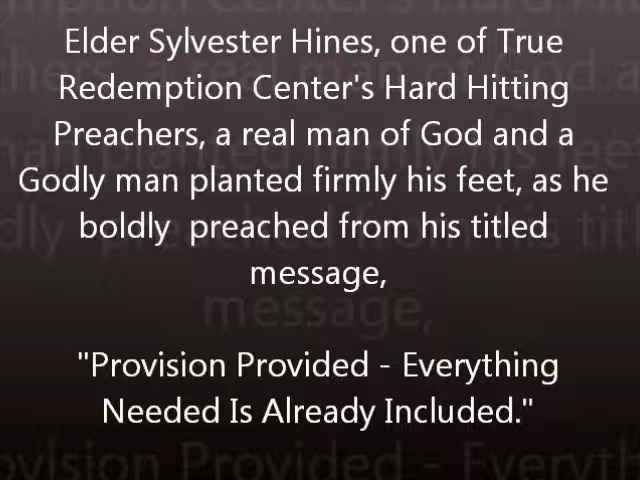 Elder Sylvester Hines, one of True
Redemption Center's Hard Hitting
Preachers, a real man of God and a
Godly man planted firmly his feet, as he
boldly  preached from his titled
message,
"Provision Provided - Everything
Needed Is Already Included."